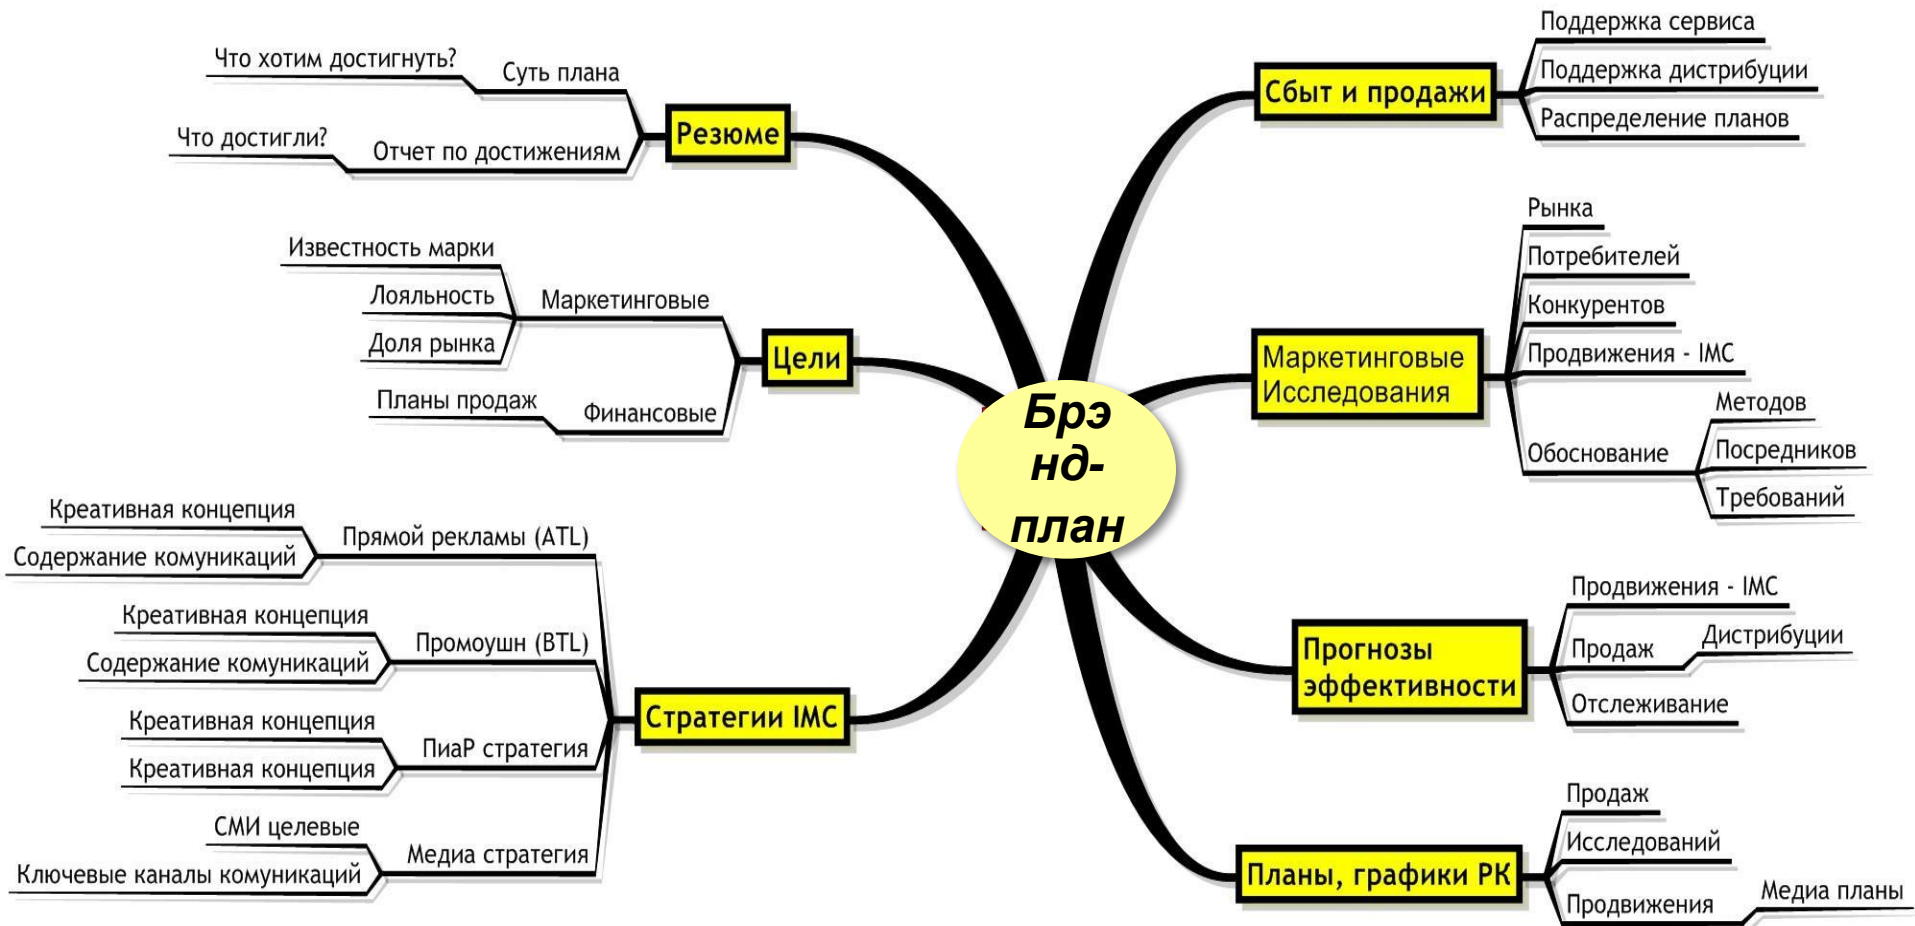 Что хотим достигнуть?
Суть плана
Что достигли?
Отчет по достижениям
Резюме
Известность марки
Лояльность
Доля рынка
Маркетинговые
Планы продаж
Финансовые
Цели
Креативная концепция
Содержание комуникаций
Прямой рекламы (ATL)
Креативная концепция
Содержание комуникаций
Промоушн (BTL)
Креативная концепция
Креативная концепция
ПиаР стратегия
СМИ целевые
Ключевые каналы комуникаций
Медиа стратегия
Стратегии IMC
Брэ
нд-
план
Сбыт и продажи
Поддержка сервиса
Поддержка дистрибуции
Распределение планов
Маркетинговые
Исследования
Рынка
Потребителей
Конкурентов
Продвижения - IMC
Обоснование
Методов
Посредников
Требований
Прогнозы
эффективности
Продвижения - IMC
Продаж
Дистрибуции
Отслеживание
Планы, графики РК
Продаж
Исследований
Продвижения
Медиа планы